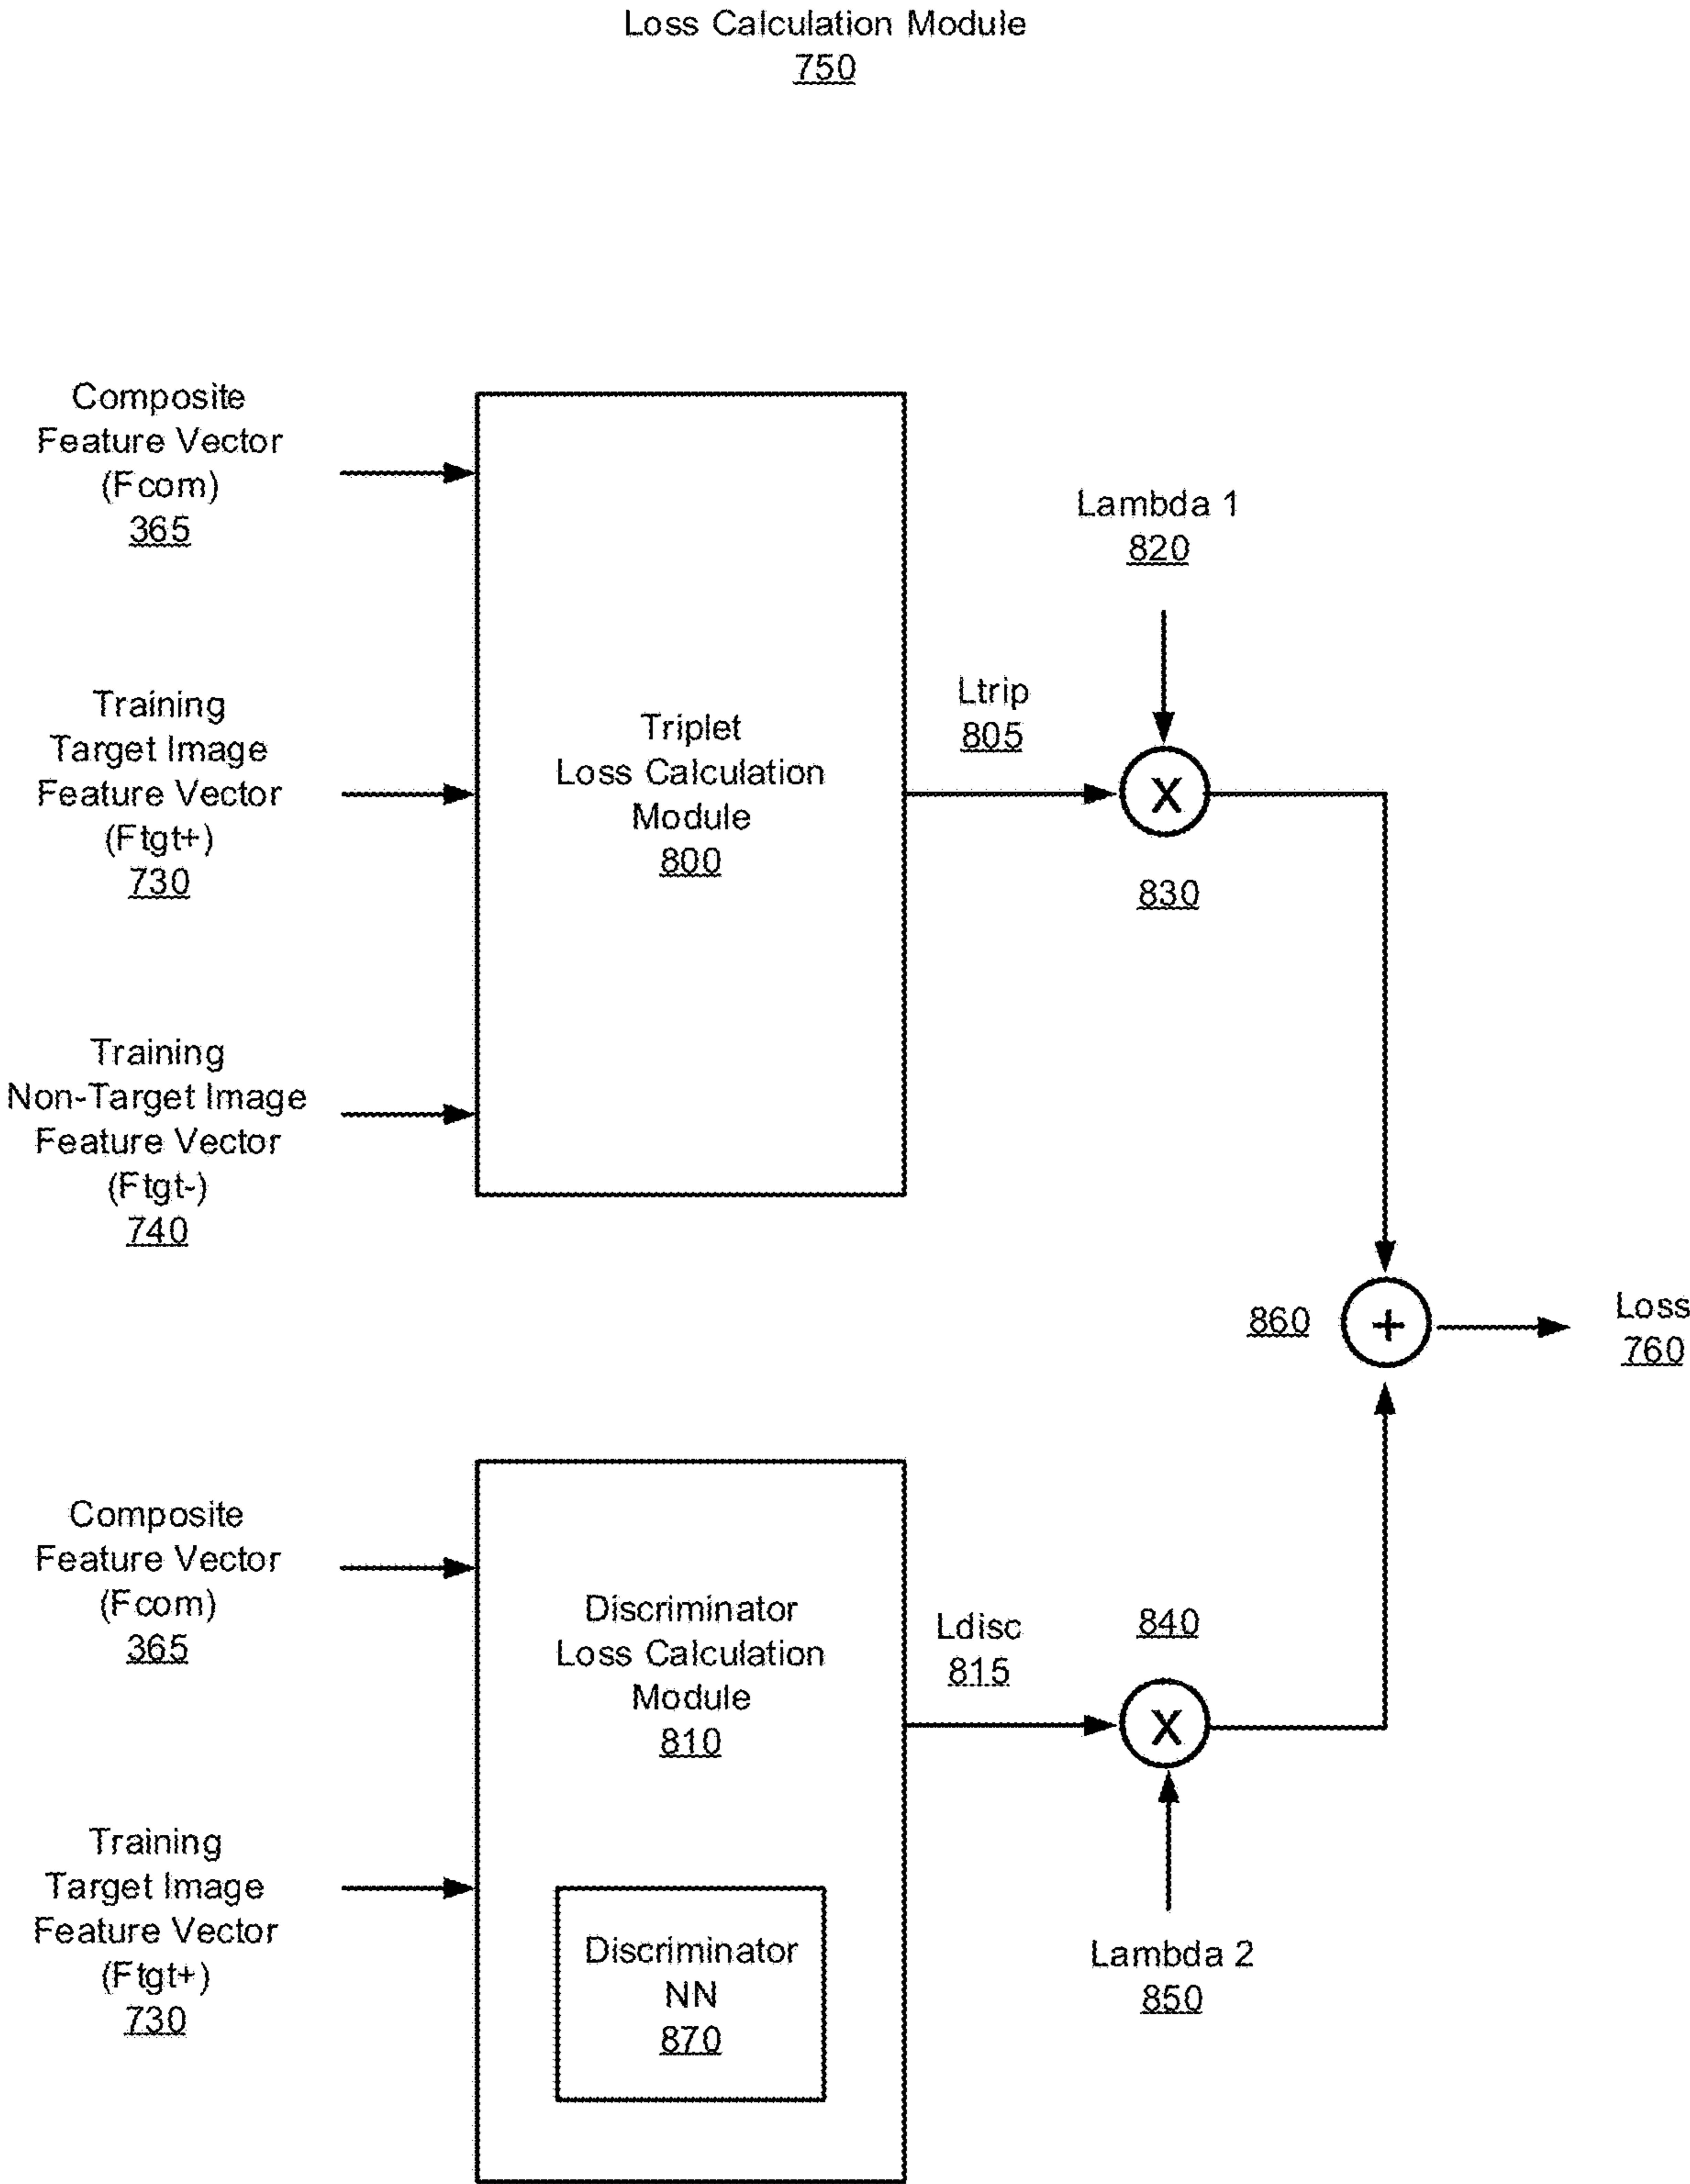 Loss Calculation Module
750
Composite
Feature Vector
(Fcom)
365
Training
Target Image
Feature Vector
(Ftgt+)
730
Training
Non-Target Image
Feature Vector
(Ftgt-)
740
Triplet
Loss Calculation
Module
800
Ltrip
805
Lambda 1
820
X
830
860
+
Loss
760
Composite
Feature Vector
(Fcom)
365
Training
Target Image
Feature Vector
(Ftgt+)
730
Discriminator
Loss Calculation
Module
810
Discriminator
NN
870
Ldisc
815
840
X
Lambda 2
850